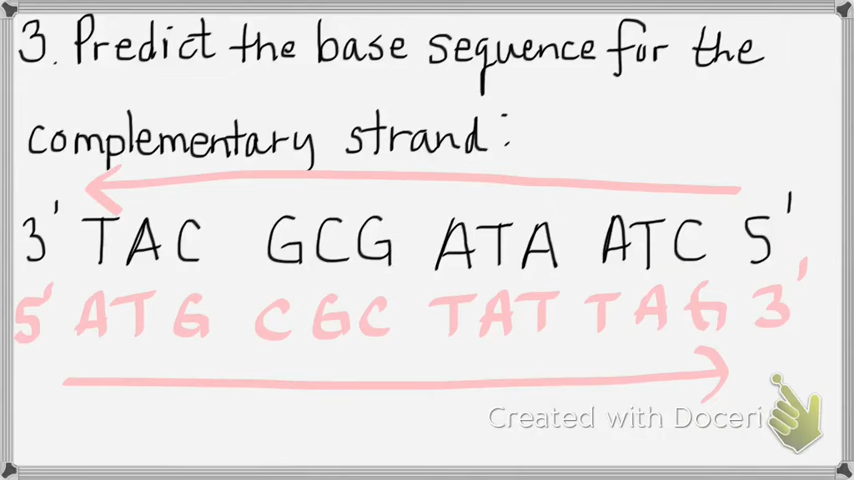 3. Predict the base sequence for the
complementary strand:
3' TAC GCG ATA ATC 5'
5' ATG CGC TAT TAG 3'
Created with Doceri